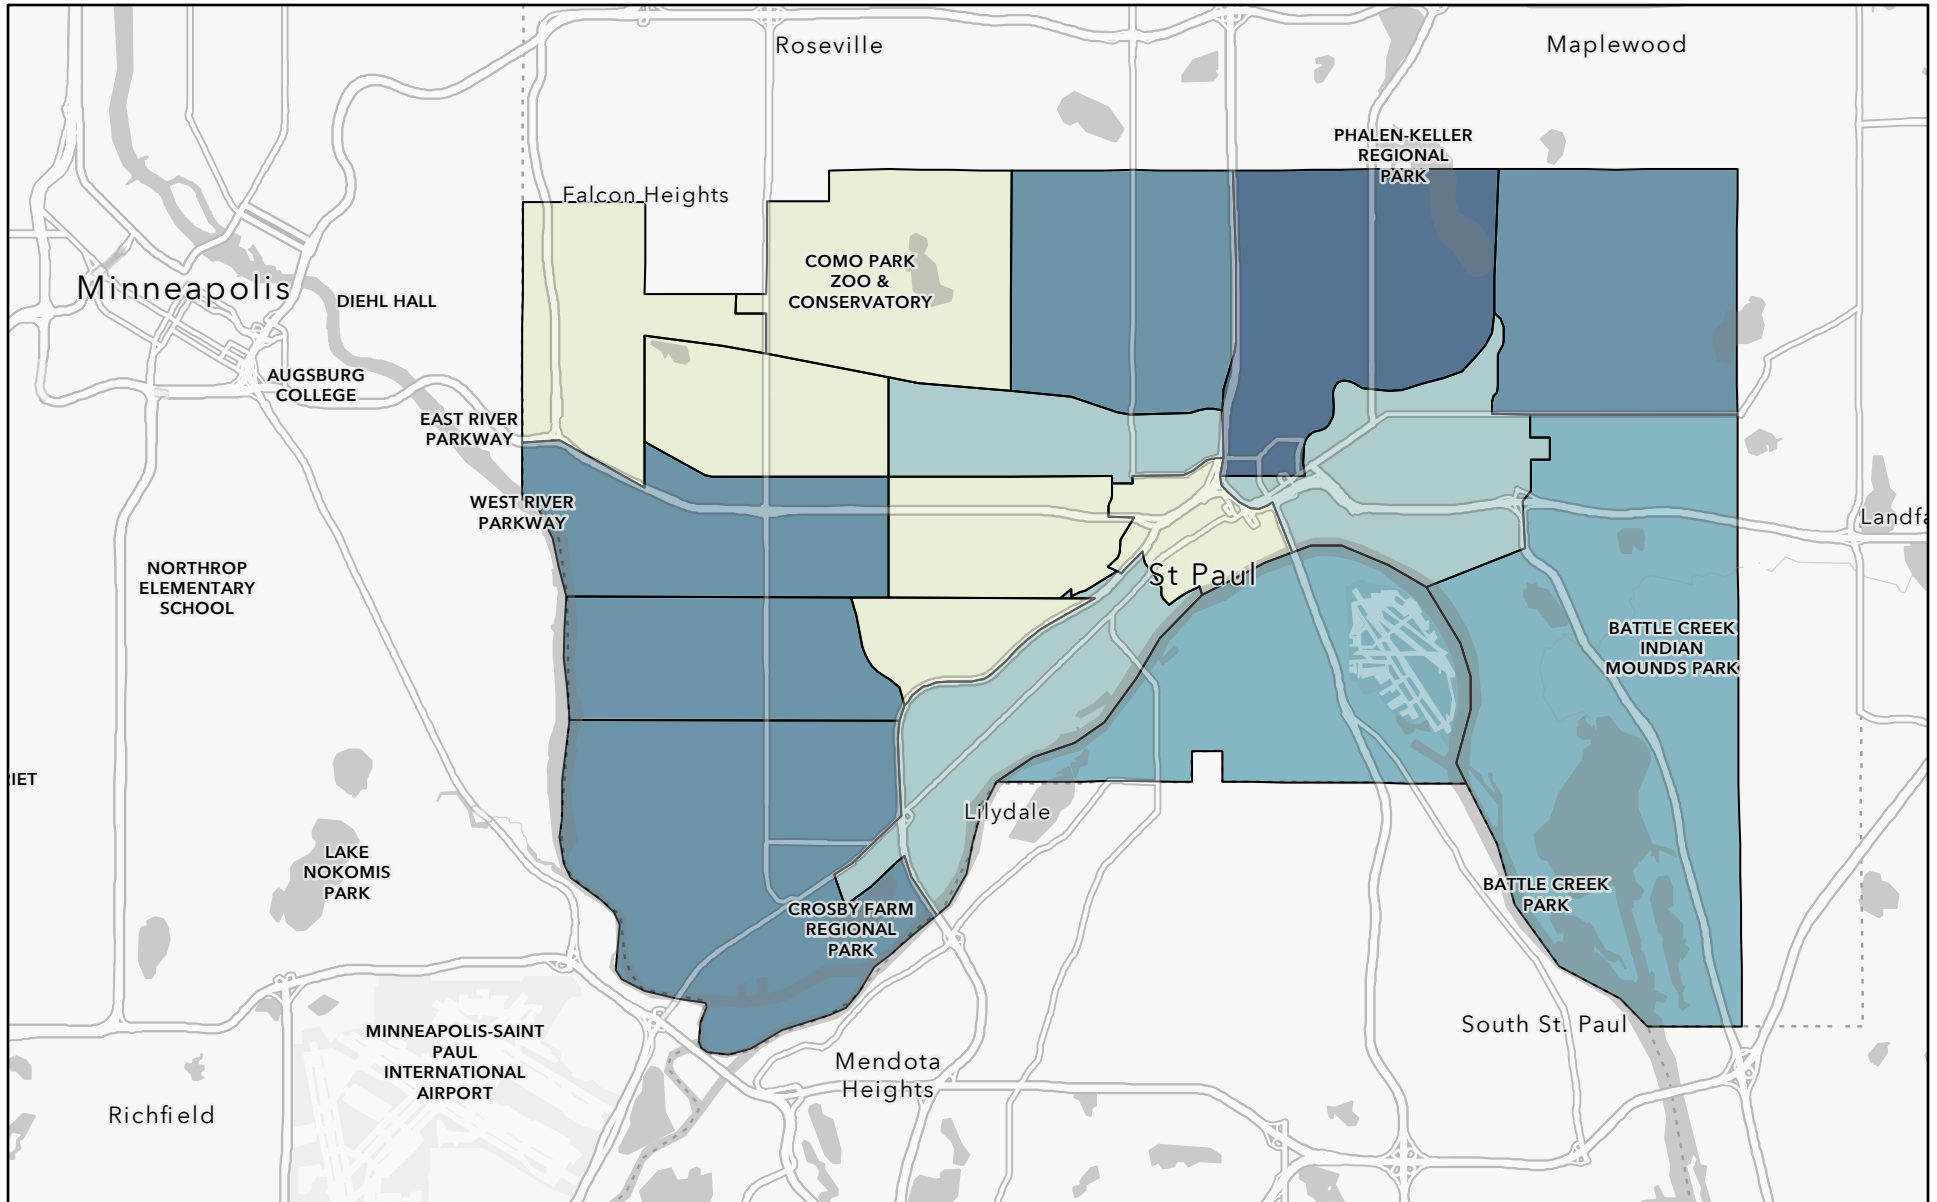 Roseville
Maplewood
PHALEN-KELLER
REGIONAL
PARK
Falcon Heights
COMO PARK
ZOO &
CONSERVATORY
Minneapolis
DIEHL HALL
AUGSBURG
COLLEGE
EAST RIVER
PARKWAY
WEST RIVER
PARKWAY
Landfa
NORTHROP
ELEMENTARY
SCHOOL
St Paul
BATTLE CREEK
INDIAN
MOUNDS PARK
RIET
Lilydale
LAKE
NOKOMIS
PARK
BATTLE CREEK
PARK
CROSBY FARM
REGIONAL
PARK
South St. Paul
MINNEAPOLIS-SAINT
PAUL
INTERNATIONAL
AIRPORT
Mendota
Heights
Richfield